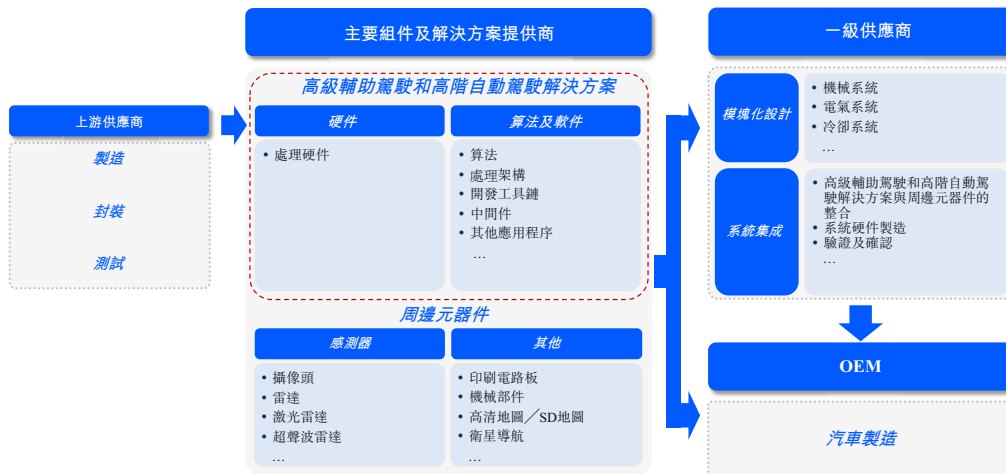 上游供應商
製造
封裝
測試
主要組件及解決方案提供商
高級輔助駕駛和高階自動駕駛解決方案
硬件
• 處理硬件
算法及軟件
• 算法
• 處理架構
• 開發工具鏈
• 中間件
• 其他應用程序
…
周邊元器件
感測器
• 攝像頭
• 雷達
• 激光雷達
• 超聲波雷達
…
其他
• 印刷電路板
• 機械部件
• 高清地圖／SD地圖
• 衛星導航
…
一級供應商
模塊化設計
• 機械系統
• 電氣系統
• 冷卻系統
…
系統集成
• 高級輔助駕駛和高階自動駕
駛解決方案與周邊元器件的
整合
• 系統硬件製造
• 驗證及確認
…
OEM
汽車製造